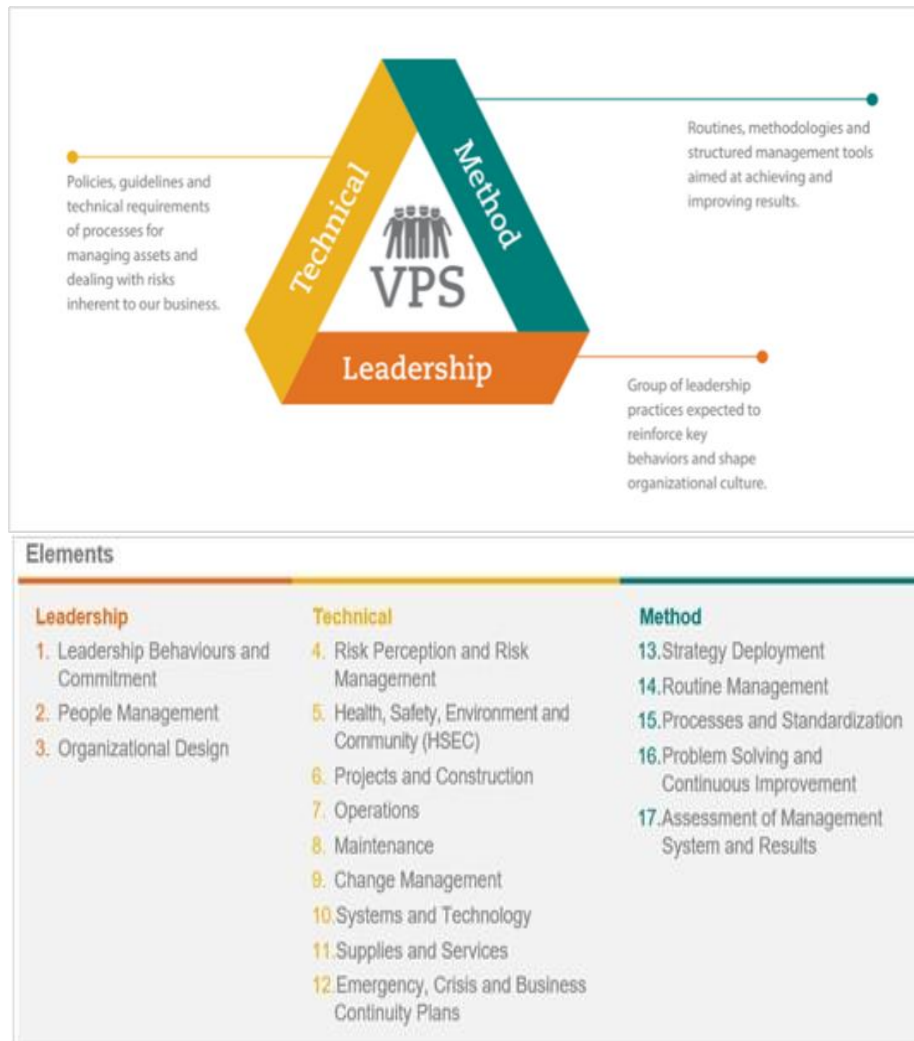 Technical
Method
VPS
Leadership
Policies, guidelines and
technical requirements
of processes for
managing assets and
dealing with risks
inherent to our business.
Routines, methodologies and
structured management tools
aimed at achieving and
improving results.
Group of leadership
practices expected to
reinforce key
behaviors and shape
organizational culture.
Elements
Leadership
1. Leadership Behaviours and
Commitment
2. People Management
3. Organizational Design
Technical
4. Risk Perception and Risk
Management
5. Health, Safety, Environment and
Community (HSEC)
6. Projects and Construction
7. Operations
8. Maintenance
9. Change Management
10.Systems and Technology
11.Supplies and Services
12.Emergency, Crisis and Business
Continuity Plans
Method
13.Strategy Deployment
14.Routine Management
15.Processes and Standardization
16.Problem Solving and
Continuous Improvement
17.Assessment of Management
System and Results